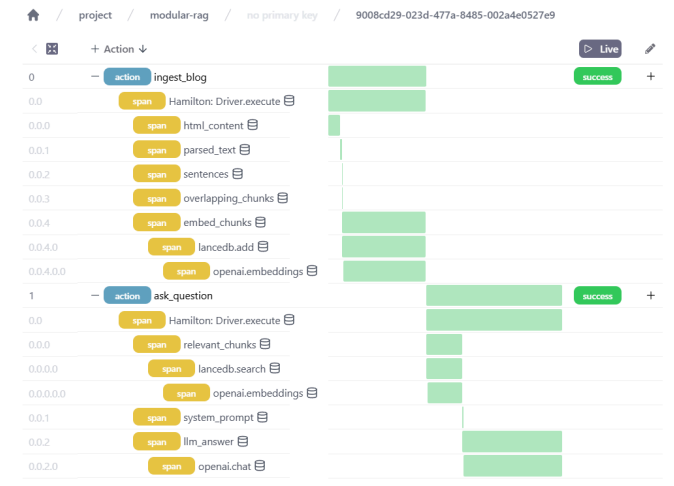 / project / modular-rag / no primary key / 9008cd29-023d-477a-8485-002a4e0527e9
< + Action ↓ Live
0 − action ingest_blog success +
0.0 span Hamilton: Driver.execute
0.0.0 span html_content
0.0.1 span parsed_text
0.0.2 span sentences
0.0.3 span overlapping_chunks
0.0.4 span embed_chunks
0.0.4.0 span lancedb.add
0.0.4.0.0 span openai.embeddings
1 − action ask_question success +
0.0 span Hamilton: Driver.execute
0.0.0 span relevant_chunks
0.0.0.0 span lancedb.search
0.0.0.0.0 span openai.embeddings
0.0.1 span system_prompt
0.0.2 span llm_answer
0.0.2.0 span openai.chat